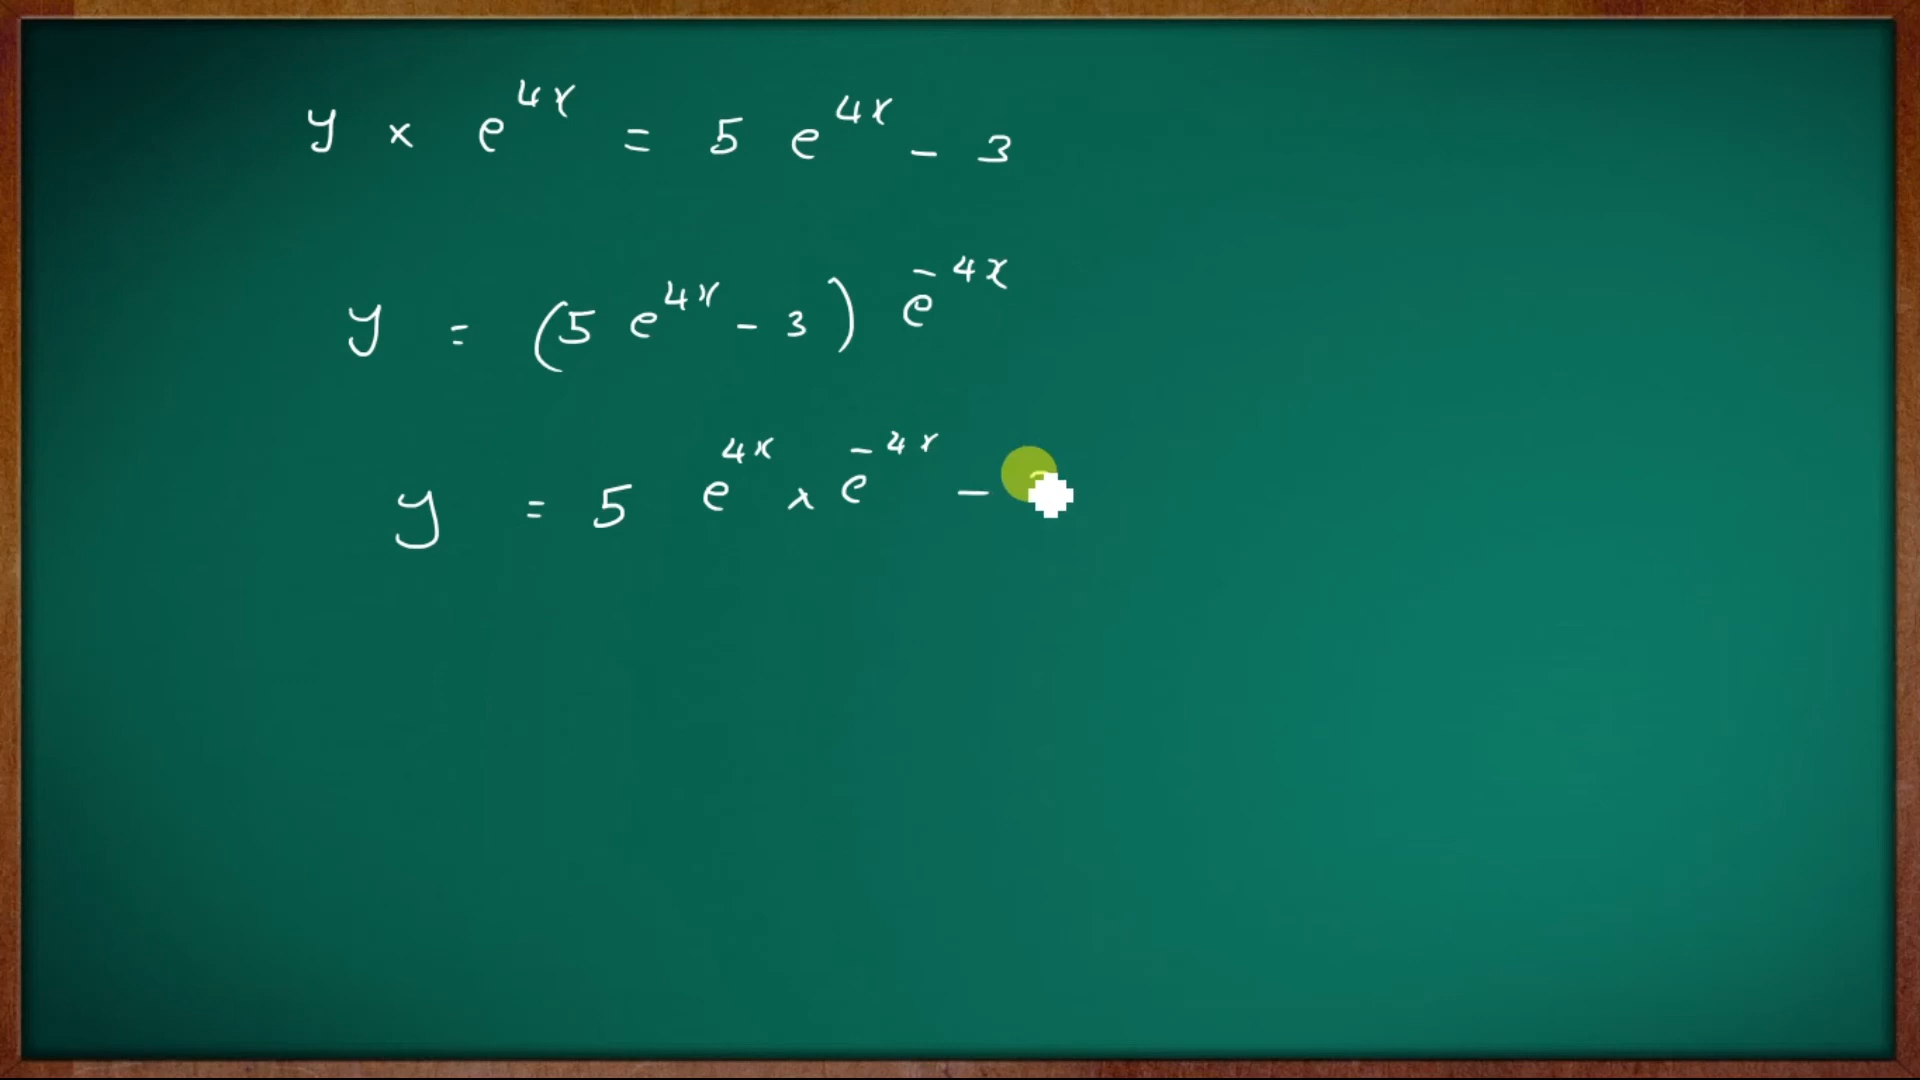 y × e^{4x} = 5 e^{4x} - 3
y = (5 e^{4x} - 3) e^{-4x}
y = 5 e^{4x} × e^{-4x} -